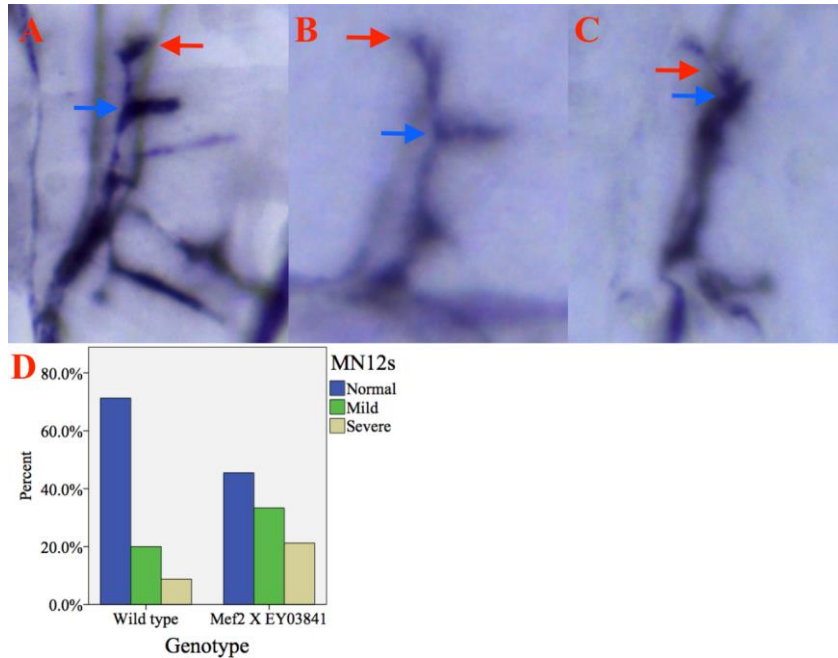 A
B
C
D
MN12s
Normal
Mild
Severe
80.0%
60.0%
40.0%
20.0%
0.0%
Percent
Wild type
Mef2 X EY03841
Genotype